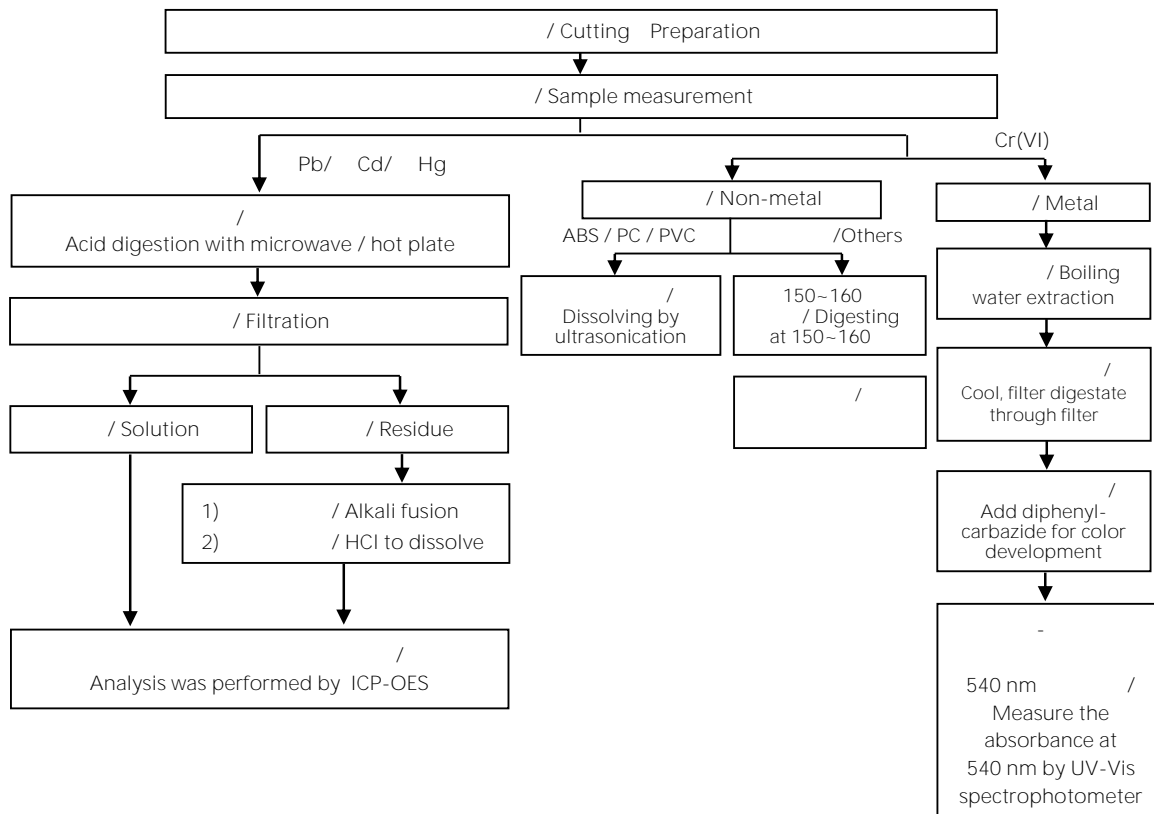 / Cutting Preparation
/ Sample measurement
Pb/ Cd/ Hg
Cr(VI)
/
Acid digestion with microwave / hot plate
/ Filtration
/ Solution
/ Residue
1) / Alkali fusion
2) / HCl to dissolve
/
Analysis was performed by ICP-OES
/ Non-metal
ABS / PC / PVC
/Others
/
Dissolving by
ultrasonication
150~160
/ Digesting
at 150~160
/
/ Metal
/ Boiling
water extraction
/
Cool, filter digestate
through filter
/
Add diphenyl-
carbazide for color
development
-
540 nm /
Measure the
absorbance at
540 nm by UV-Vis
spectrophotometer